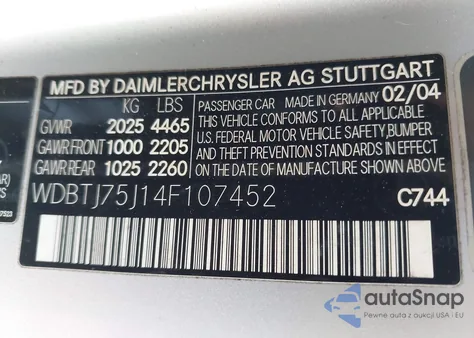 MFD BY DAIMLERCHRYSLER AG STUTTGART
KG LBS
GVWR 2025 4465
GAWR FRONT 1000 2205
GAWR REAR 1025 2260
PASSENGER CAR MADE IN GERMANY 02/04
THIS VEHICLE CONFORMS TO ALL APPLICABLE
U.S. FEDERAL MOTOR VEHICLE SAFETY, BUMPER
AND THEFT PREVENTION STANDARDS IN EFFECT
ON THE DATE OF MANUFACTURE SHOWN ABOVE
WDBTJ75J14F107452
C744
AR)
7523
autoSnap
Pewne auta z aukcji USA i EU